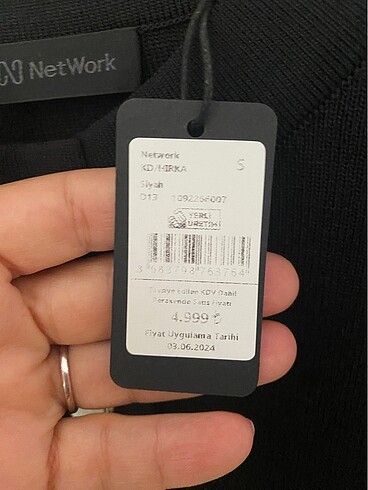 NetWork
Network
KD/HIRKA S
Siyah
013 1092256007
YERLİ
ÜRETİM
Tavsiye Edilen KDV Dahil
Perakende Satış Fiyatı
4.999 ₺
Fiyat Uygulama Tarihi
03.06.2024